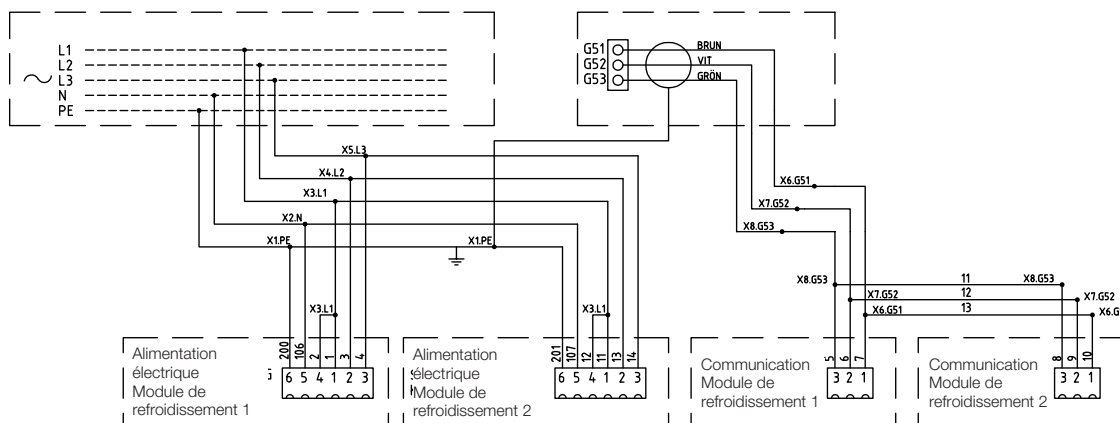 L1
L2
L3
N
PE
G51
G52
G53
BRUN
VIT
GRÖN
X5.L3
X4.L2
X3.L1
X2.N
X1.PE
X1.PE
X6.G51
X7.G52
X8.G53
X8.G53
11
X8.G53
X7.G52
12
X7.G52
X6.G51
13
X6.G
X3.L1
X3.L1
200
106
2
1
3
4
201
107
12
11
13
14
5
6
7
8
9
10
Alimentation
électrique
Module de
refroidissement 1
6 5 4 1 2 3
Alimentation
électrique
Module de
refroidissement 2
6 5 4 1 2 3
Communication
Module de
refroidissement 1
3 2 1
Communication
Module de
refroidissement 2
3 2 1